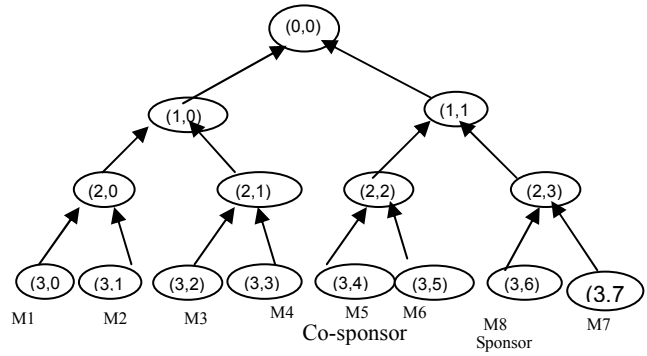 (0,0)
(1,0) (1,1
(2,0 (2,1) (2,2) (2,3)
(3,0 (3,1 (3,2) (3,3) (3,4) (3,5) (3,6) (3.7
M1 M2 M3 M4 M5 M6 M8 M7
Co-sponsor Sponsor